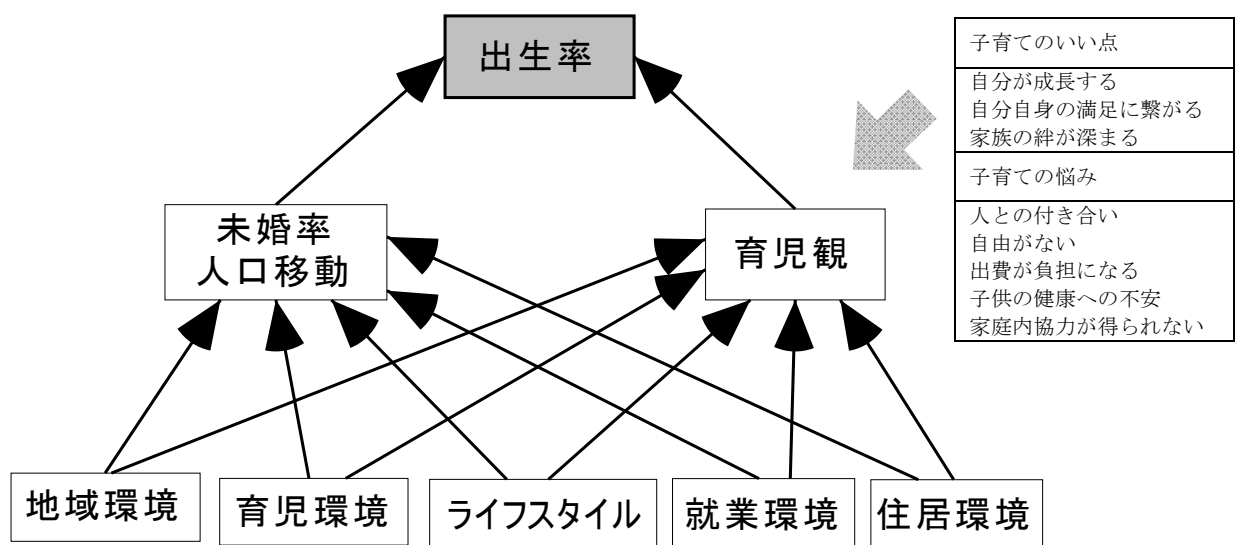 出生率
子育てのいい点
自分が成長する
自分自身の満足に繋がる
家族の絆が深まる
子育ての悩み
人との付き合い
自由がない
出費が負担になる
子供の健康への不安
家庭内協力が得られない
未婚率
人口移動
育児観
地域環境
育児環境
ライフスタイル
就業環境
住居環境